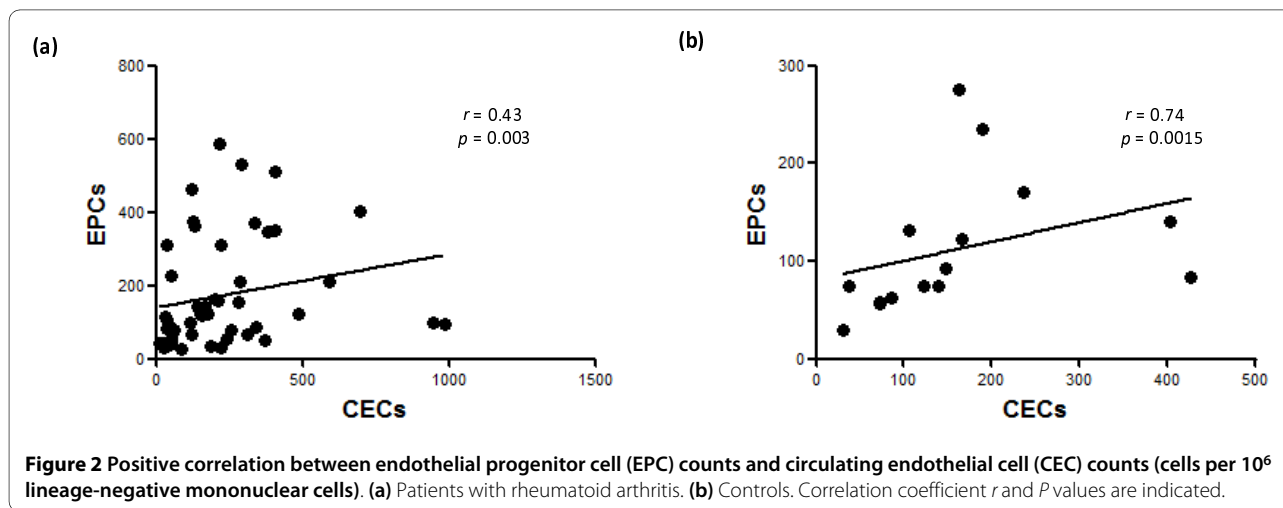 (a)
800
600
400
200
0
EPCs
r = 0.43
p = 0.003
0 500 1000 1500
CECs
(b)
300
200
100
0
EPCs
r = 0.74
p = 0.0015
0 100 200 300 400 500
CECs
Figure 2 Positive correlation between endothelial progenitor cell (EPC) counts and circulating endothelial cell (CEC) counts (cells per 10⁶
lineage-negative mononuclear cells). (a) Patients with rheumatoid arthritis. (b) Controls. Correlation coefficient r and P values are indicated.